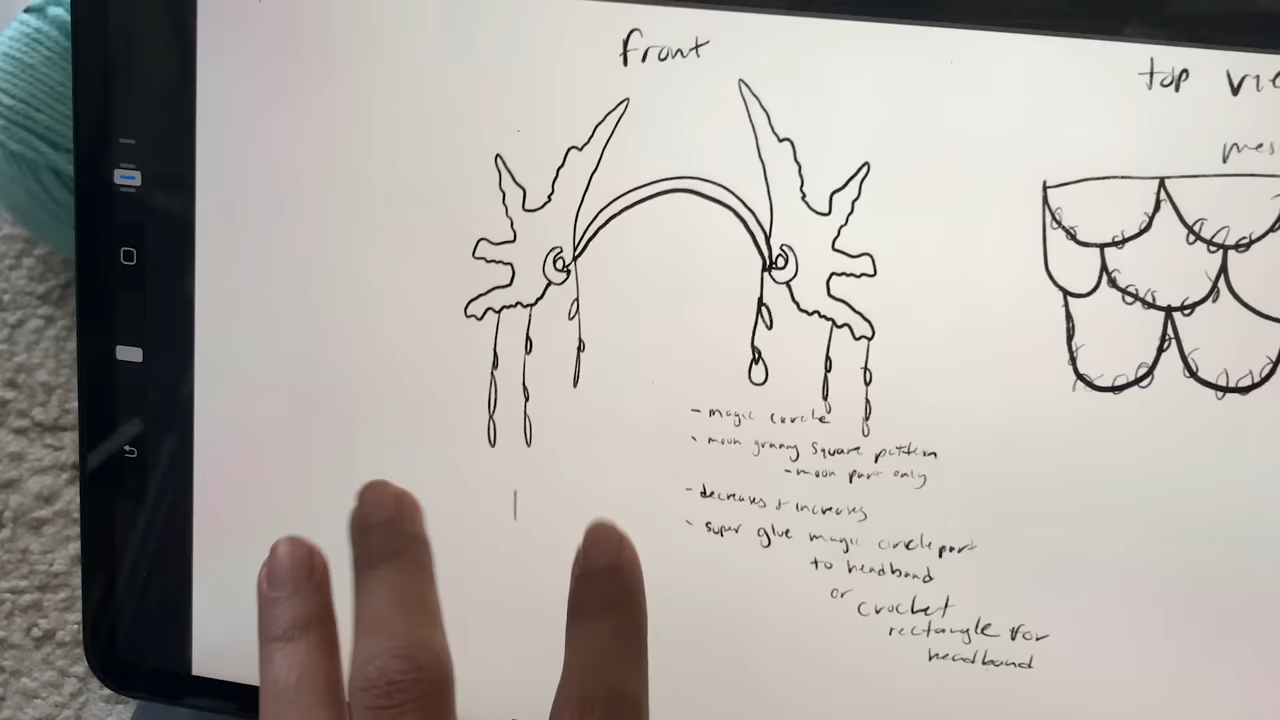 front
top vie
mes
- magic circle
- moon granny square pattern
- moon part only
- decreases + increases
- super glue magic circle part
to headband
or
crochet
rectangle for
headband